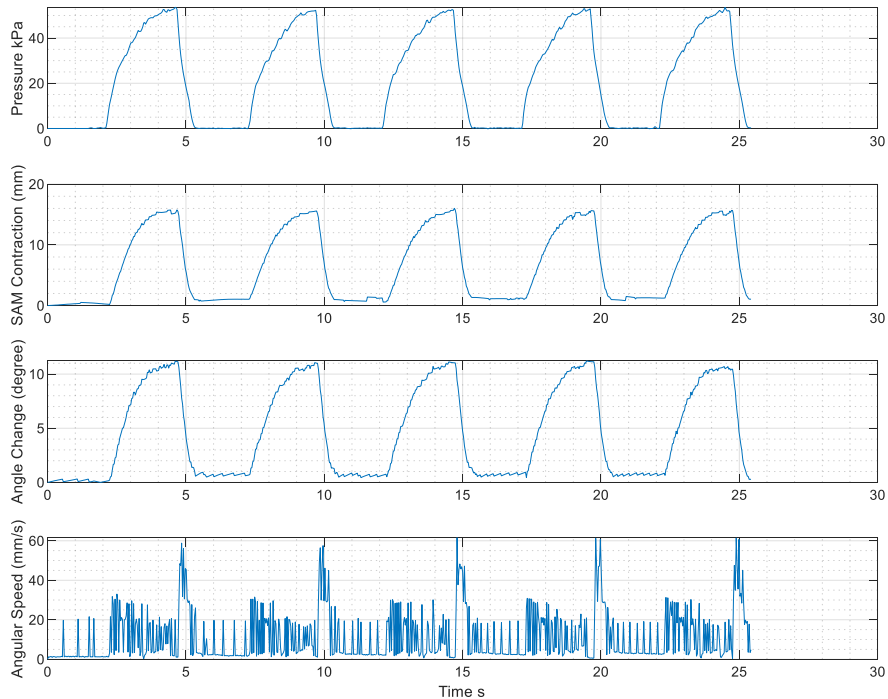 Pressure kPa
40
20
0
0 5 10 15 20 25 30
SAM Contraction (mm)
20
10
0
0 5 10 15 20 25 30
Angle Change (degree)
10
5
0
0 5 10 15 20 25 30
Angular Speed (mm/s)
60
40
20
0
0 5 10 15 20 25 30
Time s